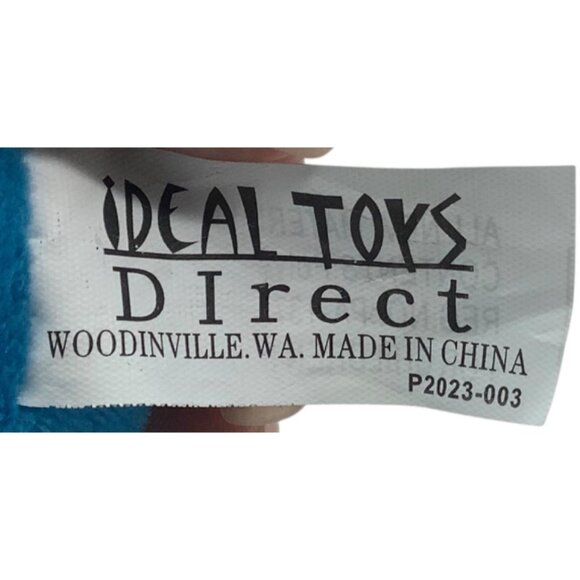 iDEAL TOYS
DIrect
WOODINVILLE.WA. MADE IN CHINA
P2023-003